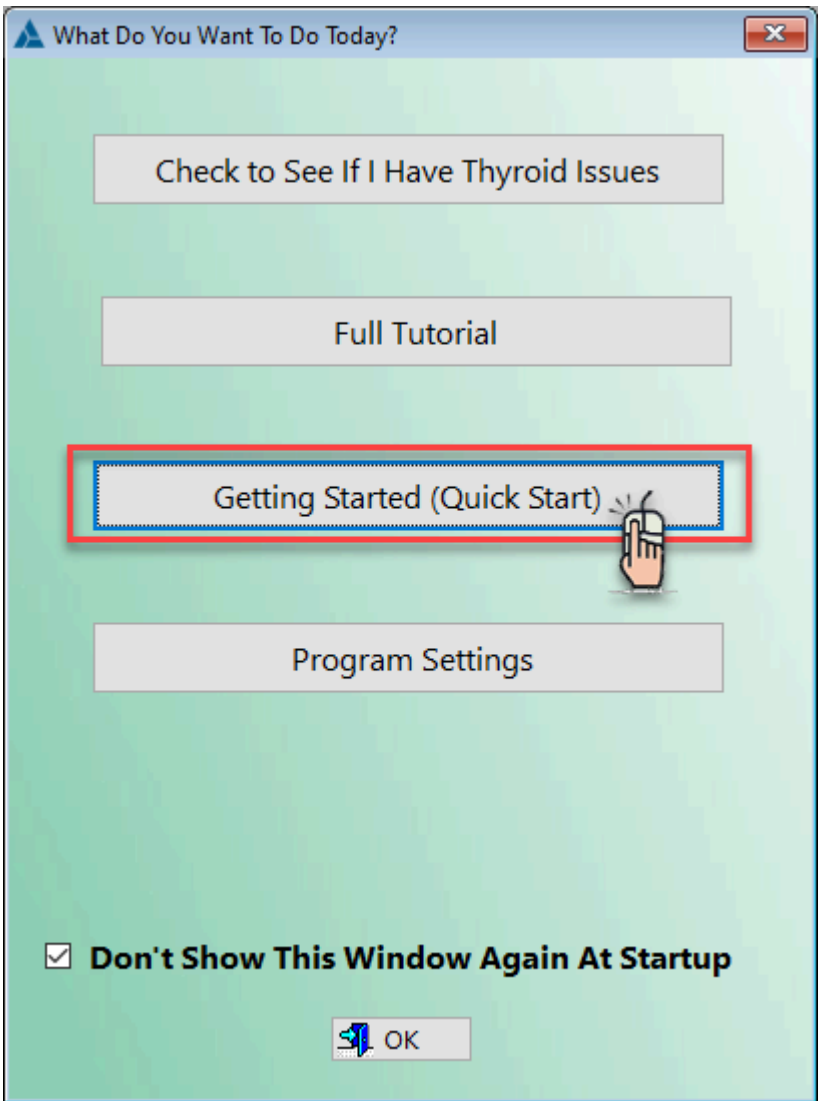 What Do You Want To Do Today?
Check to See If I Have Thyroid Issues
Full Tutorial
Getting Started (Quick Start)
Program Settings
Don't Show This Window Again At Startup
OK